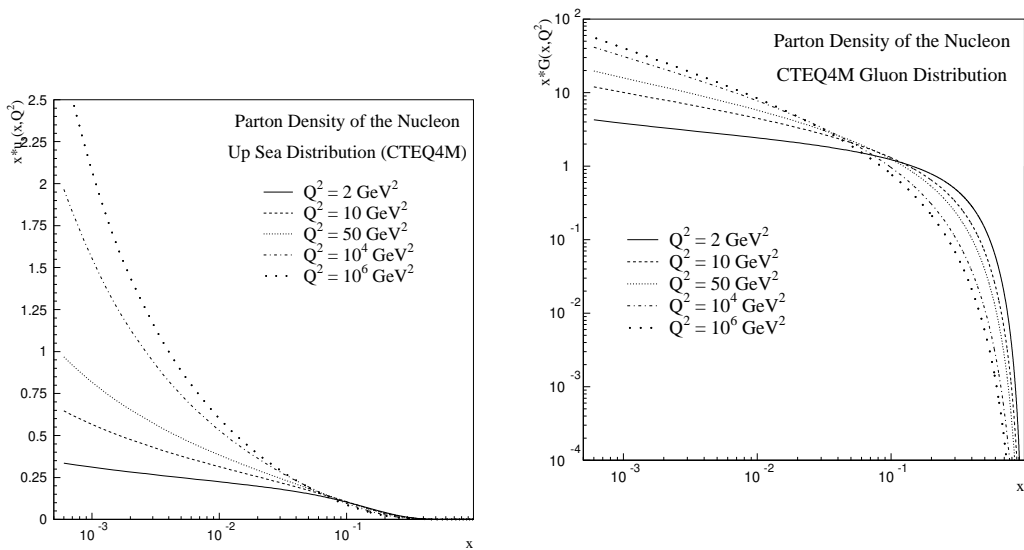 x*u_s(x,Q²)
Parton Density of the Nucleon
Up Sea Distribution (CTEQ4M)
Q² = 2 GeV²
Q² = 10 GeV²
Q² = 50 GeV²
Q² = 10⁴ GeV²
Q² = 10⁶ GeV²
2.5
2.25
2
1.75
1.5
1.25
1
0.75
0.5
0.25
0
10⁻³ 10⁻² 10⁻¹
x
x*G(x,Q²)
Parton Density of the Nucleon
CTEQ4M Gluon Distribution
Q² = 2 GeV²
Q² = 10 GeV²
Q² = 50 GeV²
Q² = 10⁴ GeV²
Q² = 10⁶ GeV²
10²
10
1
10⁻¹
10⁻²
10⁻³
10⁻⁴
10⁻³ 10⁻² 10⁻¹
x